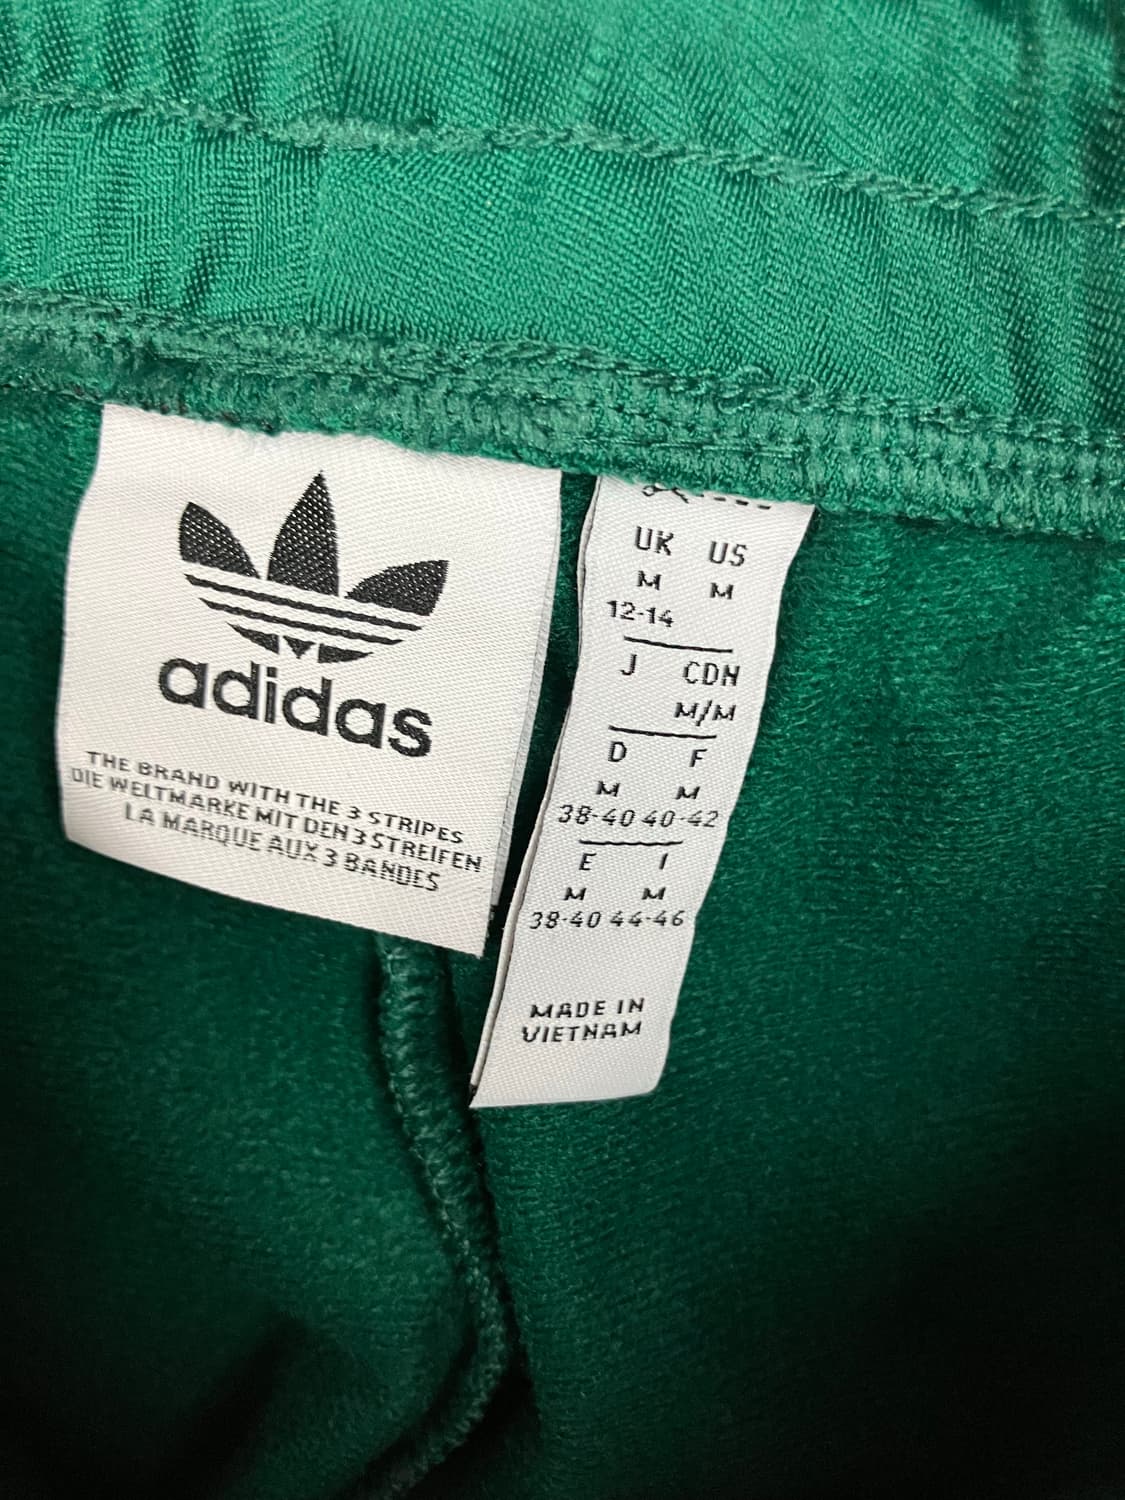 adidas
THE BRAND WITH THE 3 STRIPES
DIE WELTMARKE MIT DEN 3 STREIFEN
LA MARQUE AUX 3 BANDES
UK US
M M
12-14
J CDN
M/M
D F
M M
38-40 40-42
E I
M M
38-40 44-46
MADE IN
VIETNAM